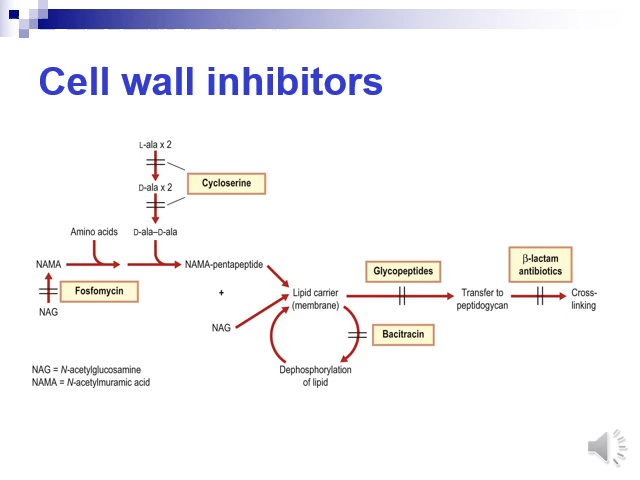 Cell wall inhibitors
L-ala x 2
Cycloserine
D-ala x 2
Amino acids
D-ala–D-ala
NAMA
NAMA-pentapeptide
Fosfomycin
NAG
+
NAG
Lipid carrier
(membrane)
Glycopeptides
Bacitracin
Dephosphorylation
of lipid
Transfer to
peptidogycan
β-lactam
antibiotics
Cross-
linking
NAG = N-acetylglucosamine
NAMA = N-acetylmuramic acid